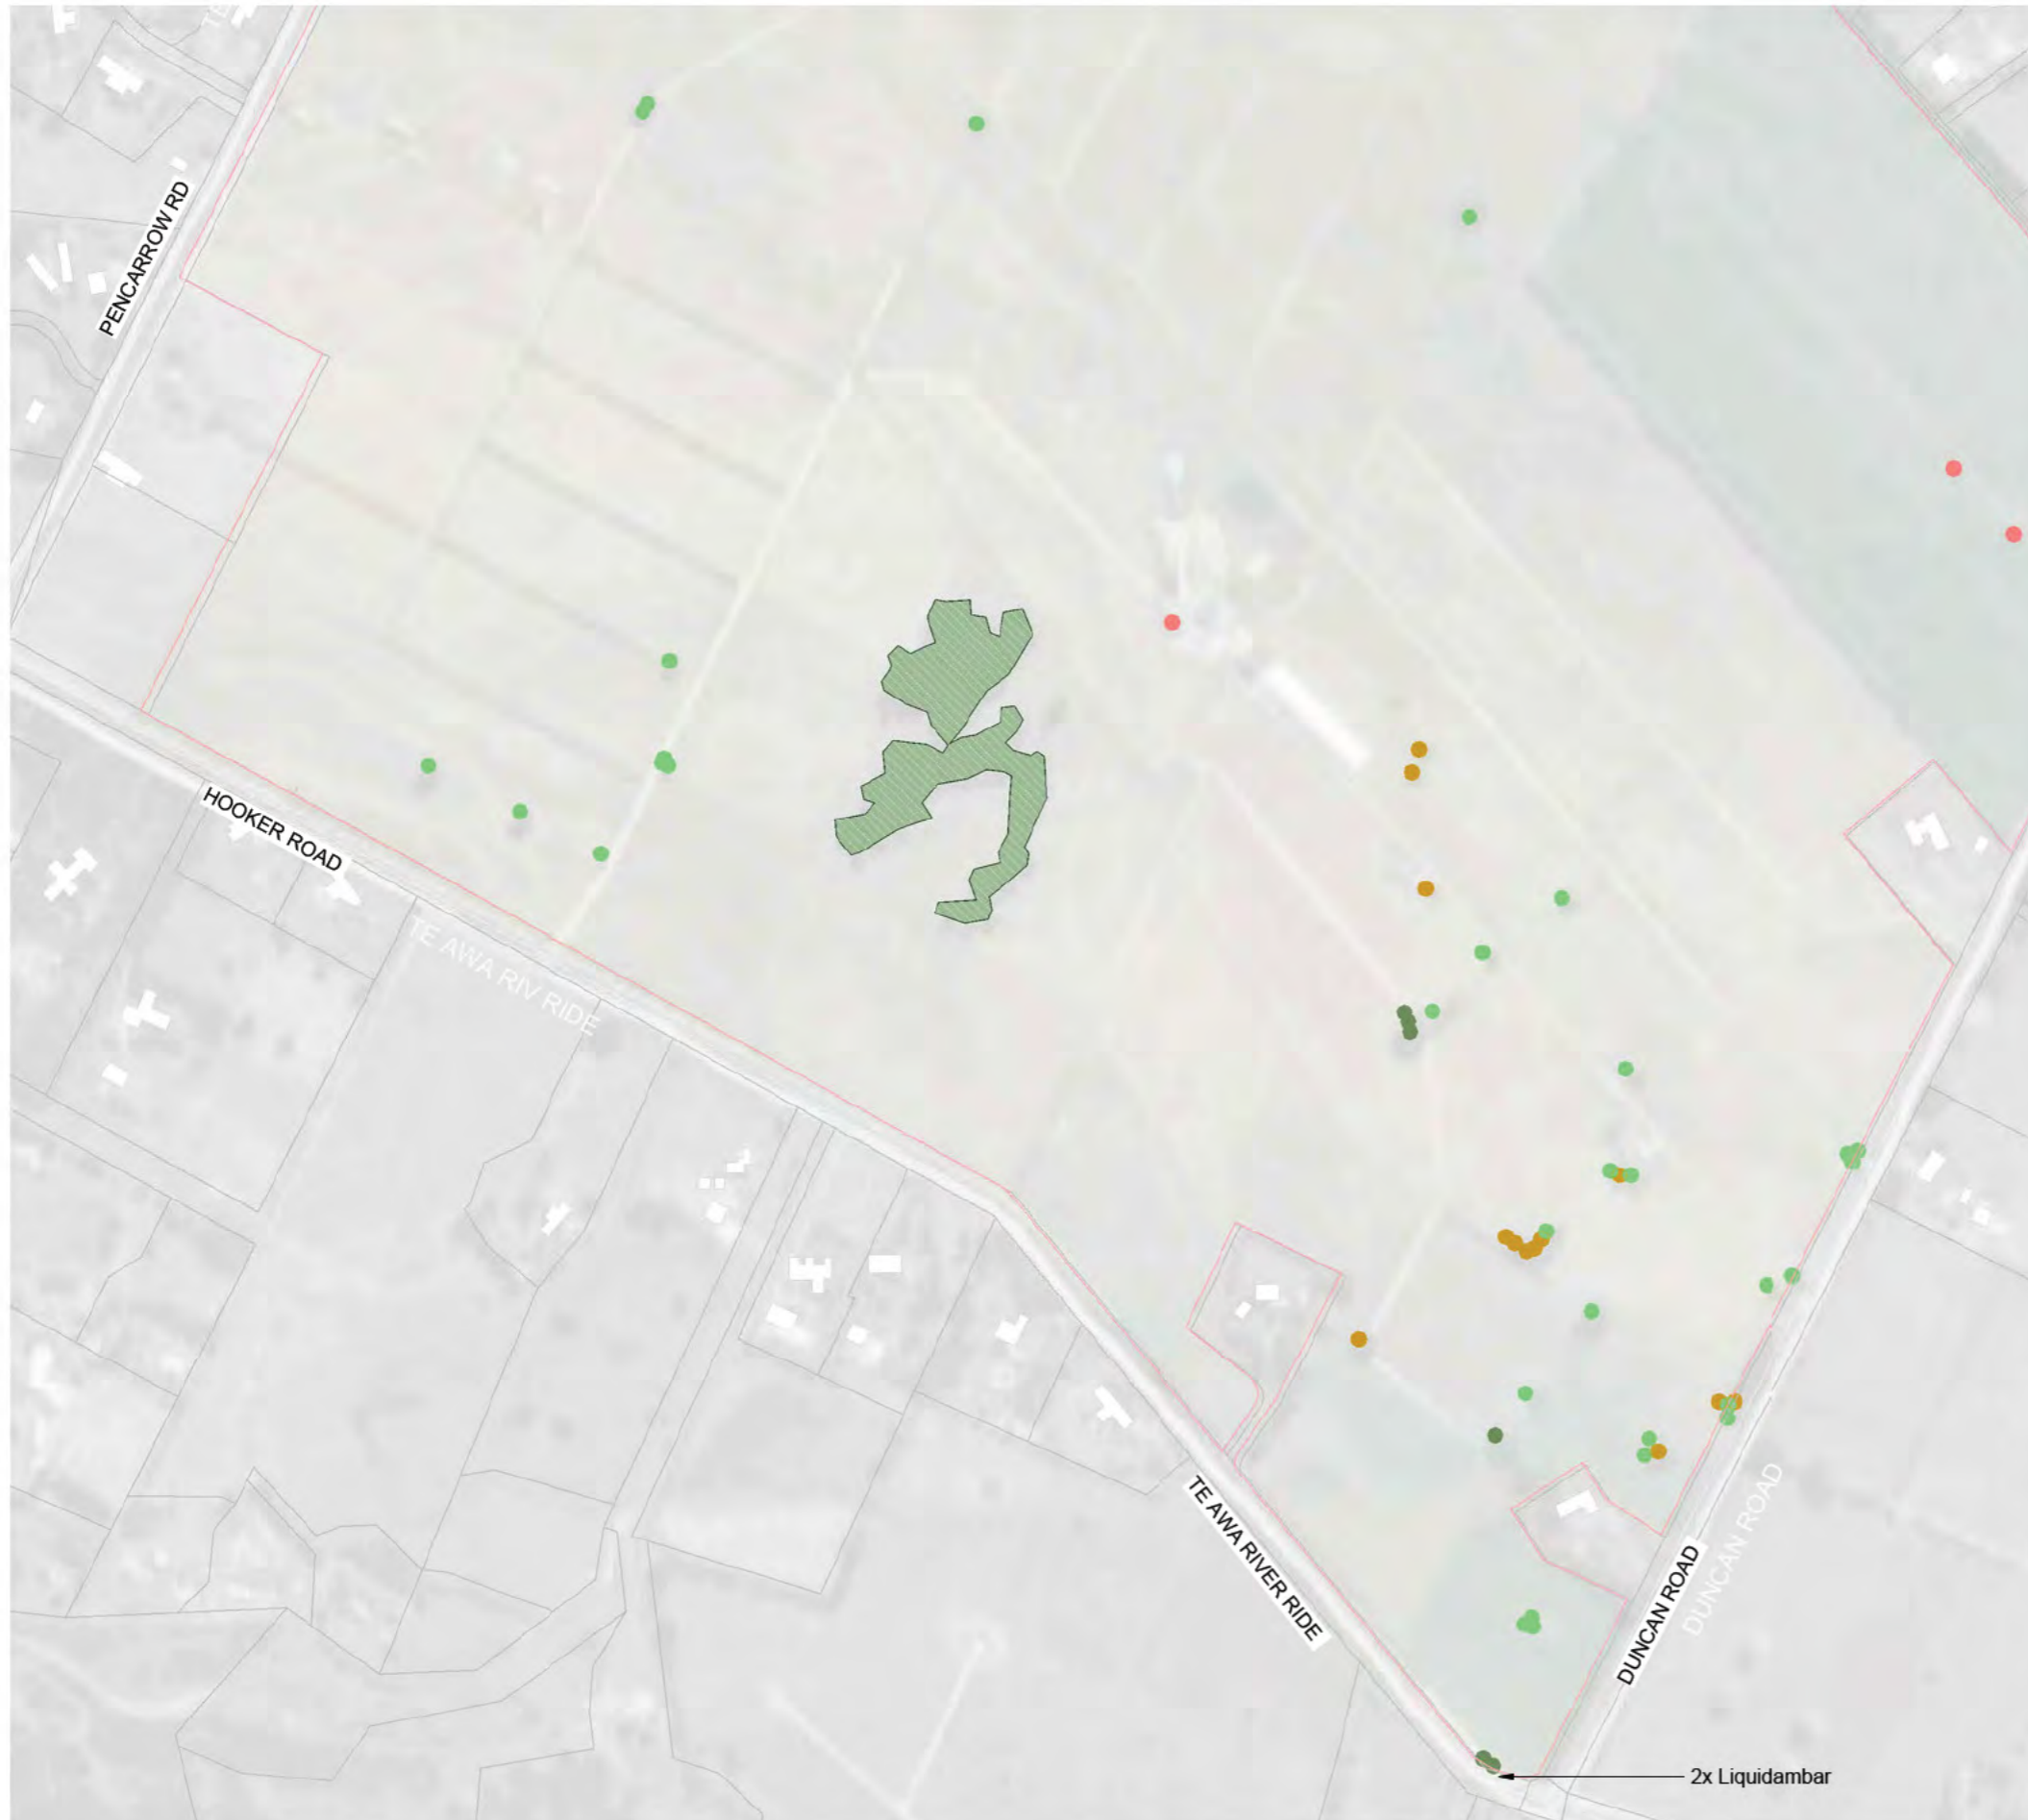 PENCARROW RD
HOOKER ROAD
TE AWA RIV RIDE
TE AWA RIVER RIDE
DUNCAN ROAD
DUNCAN ROAD
2x Liquidambar